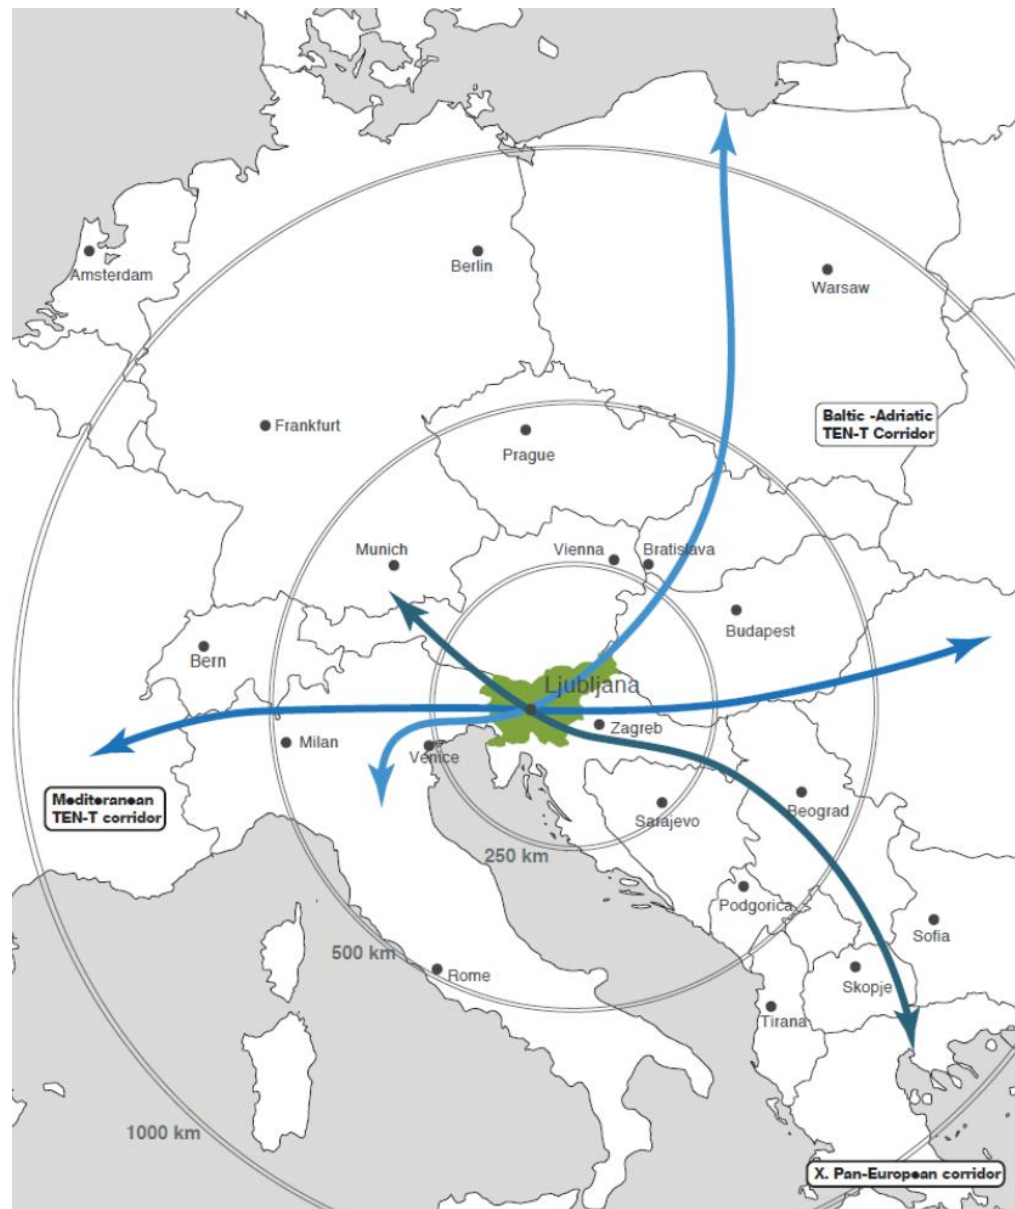 Amsterdam
Berlin
Warsaw
Baltic -Adriatic
TEN-T Corridor
Frankfurt
Prague
Munich
Vienna
Bratislava
Budapest
Bern
Ljubljana
Zagreb
Milan
Venice
Mediteranean
TEN-T corridor
Beograd
Sarajevo
250 km
Podgorica
Sofia
500 km
Rome
Skopje
Tirana
1000 km
X. Pan-European corridor